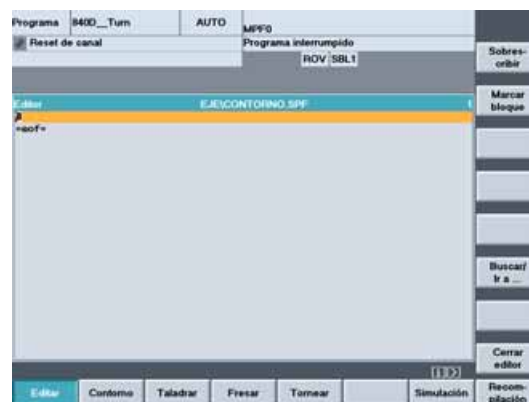 Programa 840D__Turn AUTO MPF0
Reset de canal
Programa interrumpido
ROV SBL1
Sobres-
cribir
Editor EJE\CONTORNO.SPF 1
Marcar
bloque
=eof=
Buscar/
Ir a ...
Cerrar
editor
Editar Contorno Taladrar Fresar Tornear Simulación
Recom-
pilación